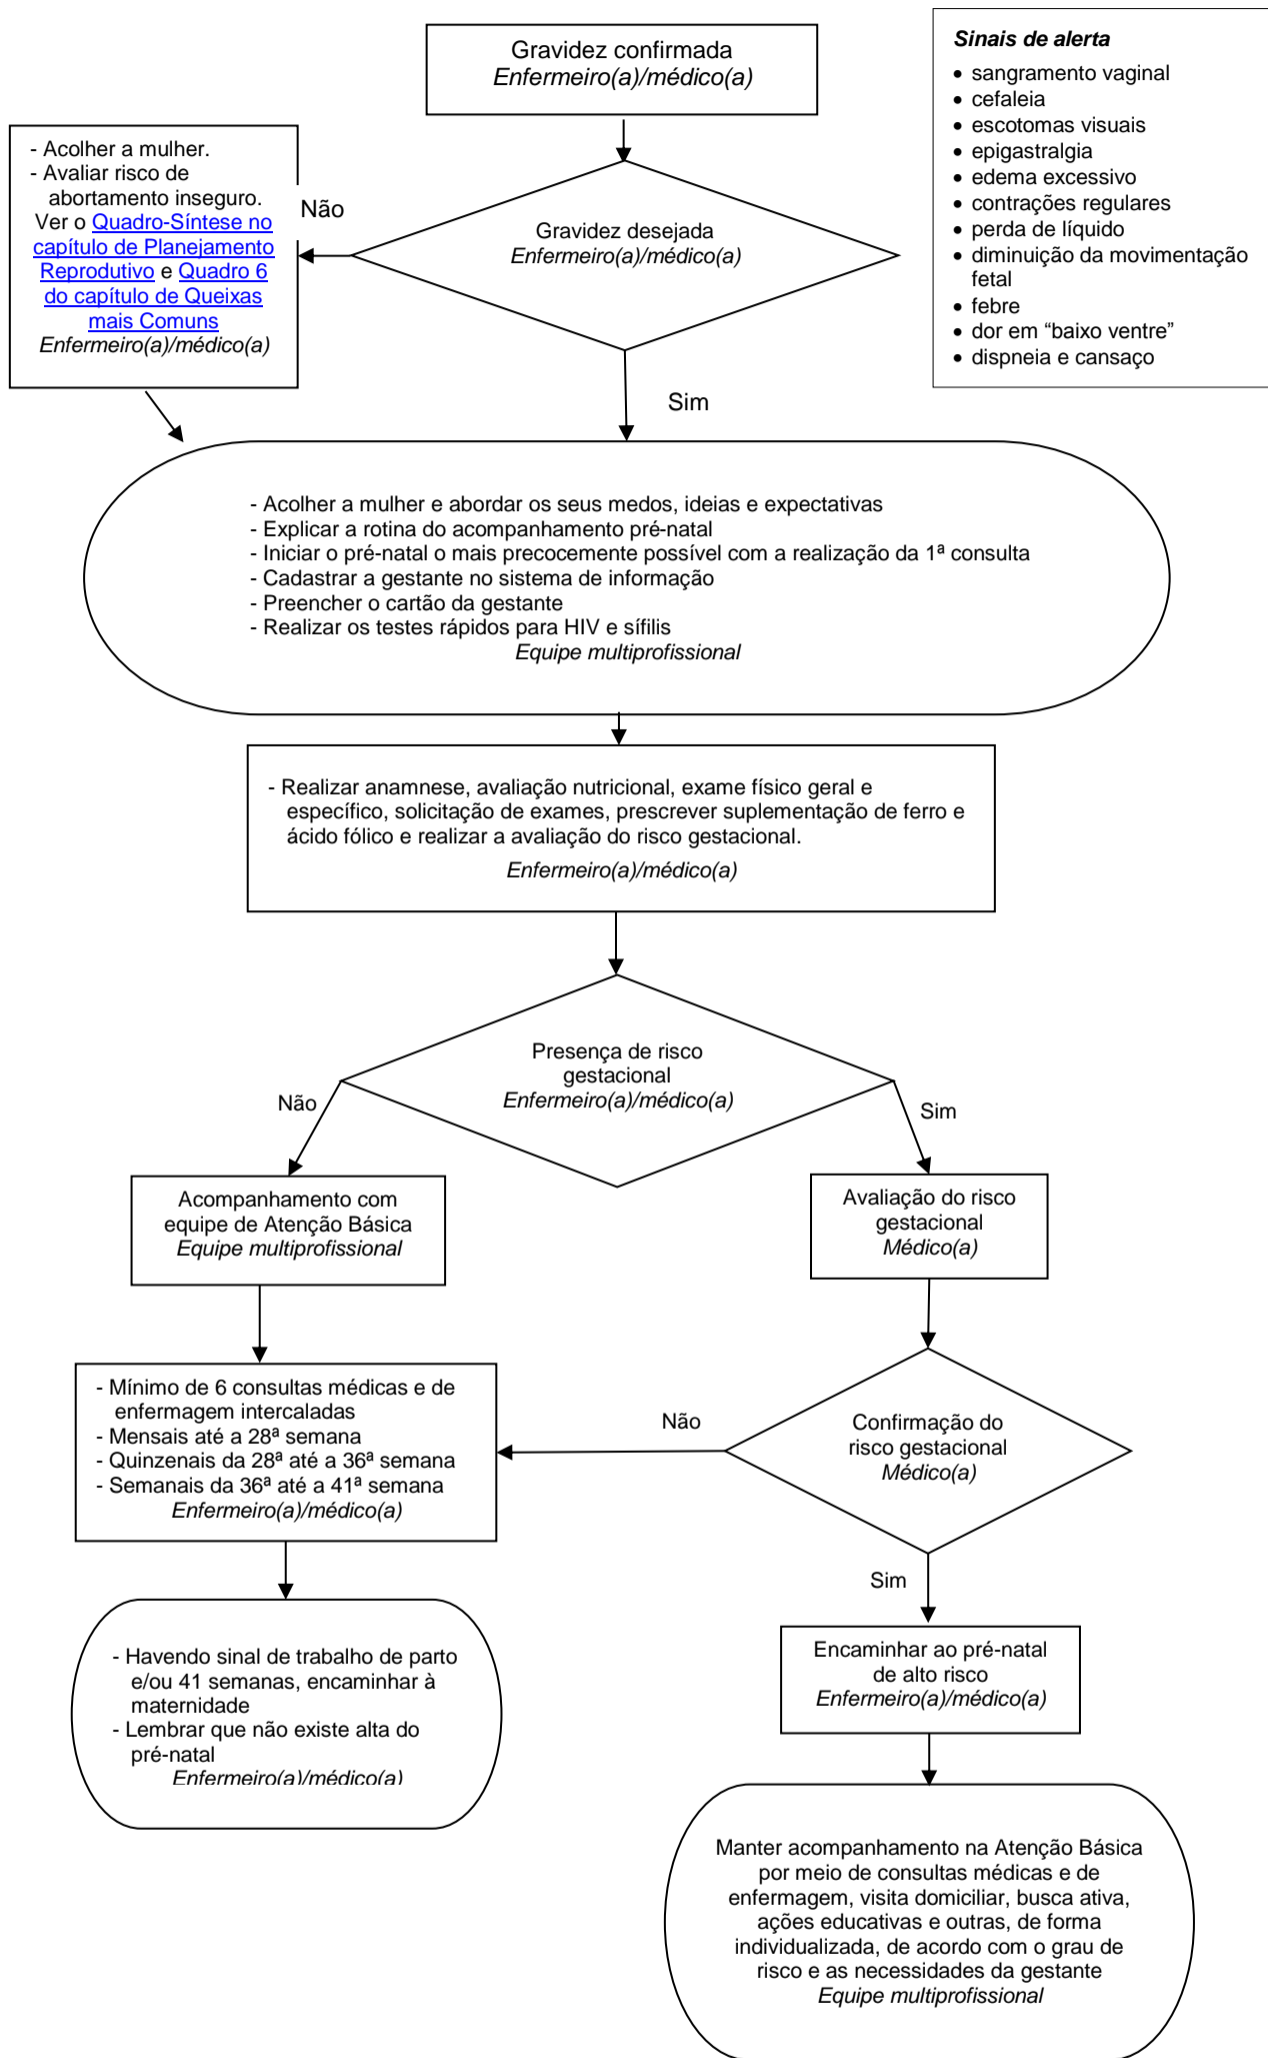 Gravidez confirmada
Enfermeiro(a)/médico(a)
Sinais de alerta
• sangramento vaginal
• cefaleia
• escotomas visuais
• epigastralgia
• edema excessivo
• contrações regulares
• perda de líquido
• diminuição da movimentação
fetal
• febre
• dor em “baixo ventre”
• dispneia e cansaço
- Acolher a mulher.
- Avaliar risco de
abortamento inseguro.
Ver o Quadro-Síntese no
capítulo de Planejamento
Reprodutivo e Quadro 6
do capítulo de Queixas
mais Comuns
Enfermeiro(a)/médico(a)
Não
Gravidez desejada
Enfermeiro(a)/médico(a)
Sim
- Acolher a mulher e abordar os seus medos, ideias e expectativas
- Explicar a rotina do acompanhamento pré-natal
- Iniciar o pré-natal o mais precocemente possível com a realização da 1ª consulta
- Cadastrar a gestante no sistema de informação
- Preencher o cartão da gestante
- Realizar os testes rápidos para HIV e sífilis
Equipe multiprofissional
- Realizar anamnese, avaliação nutricional, exame físico geral e
específico, solicitação de exames, prescrever suplementação de ferro e
ácido fólico e realizar a avaliação do risco gestacional.
Enfermeiro(a)/médico(a)
Presença de risco
gestacional
Enfermeiro(a)/médico(a)
Não
Sim
Acompanhamento com
equipe de Atenção Básica
Equipe multiprofissional
Avaliação do risco
gestacional
Médico(a)
- Mínimo de 6 consultas médicas e de
enfermagem intercaladas
- Mensais até a 28ª semana
- Quinzenais da 28ª até a 36ª semana
- Semanais da 36ª até a 41ª semana
Enfermeiro(a)/médico(a)
Não
Confirmação do
risco gestacional
Médico(a)
Sim
- Havendo sinal de trabalho de parto
e/ou 41 semanas, encaminhar à
maternidade
- Lembrar que não existe alta do
pré-natal
Enfermeiro(a)/médico(a)
Encaminhar ao pré-natal
de alto risco
Enfermeiro(a)/médico(a)
Manter acompanhamento na Atenção Básica
por meio de consultas médicas e de
enfermagem, visita domiciliar, busca ativa,
ações educativas e outras, de forma
individualizada, de acordo com o grau de
risco e as necessidades da gestante
Equipe multiprofissional